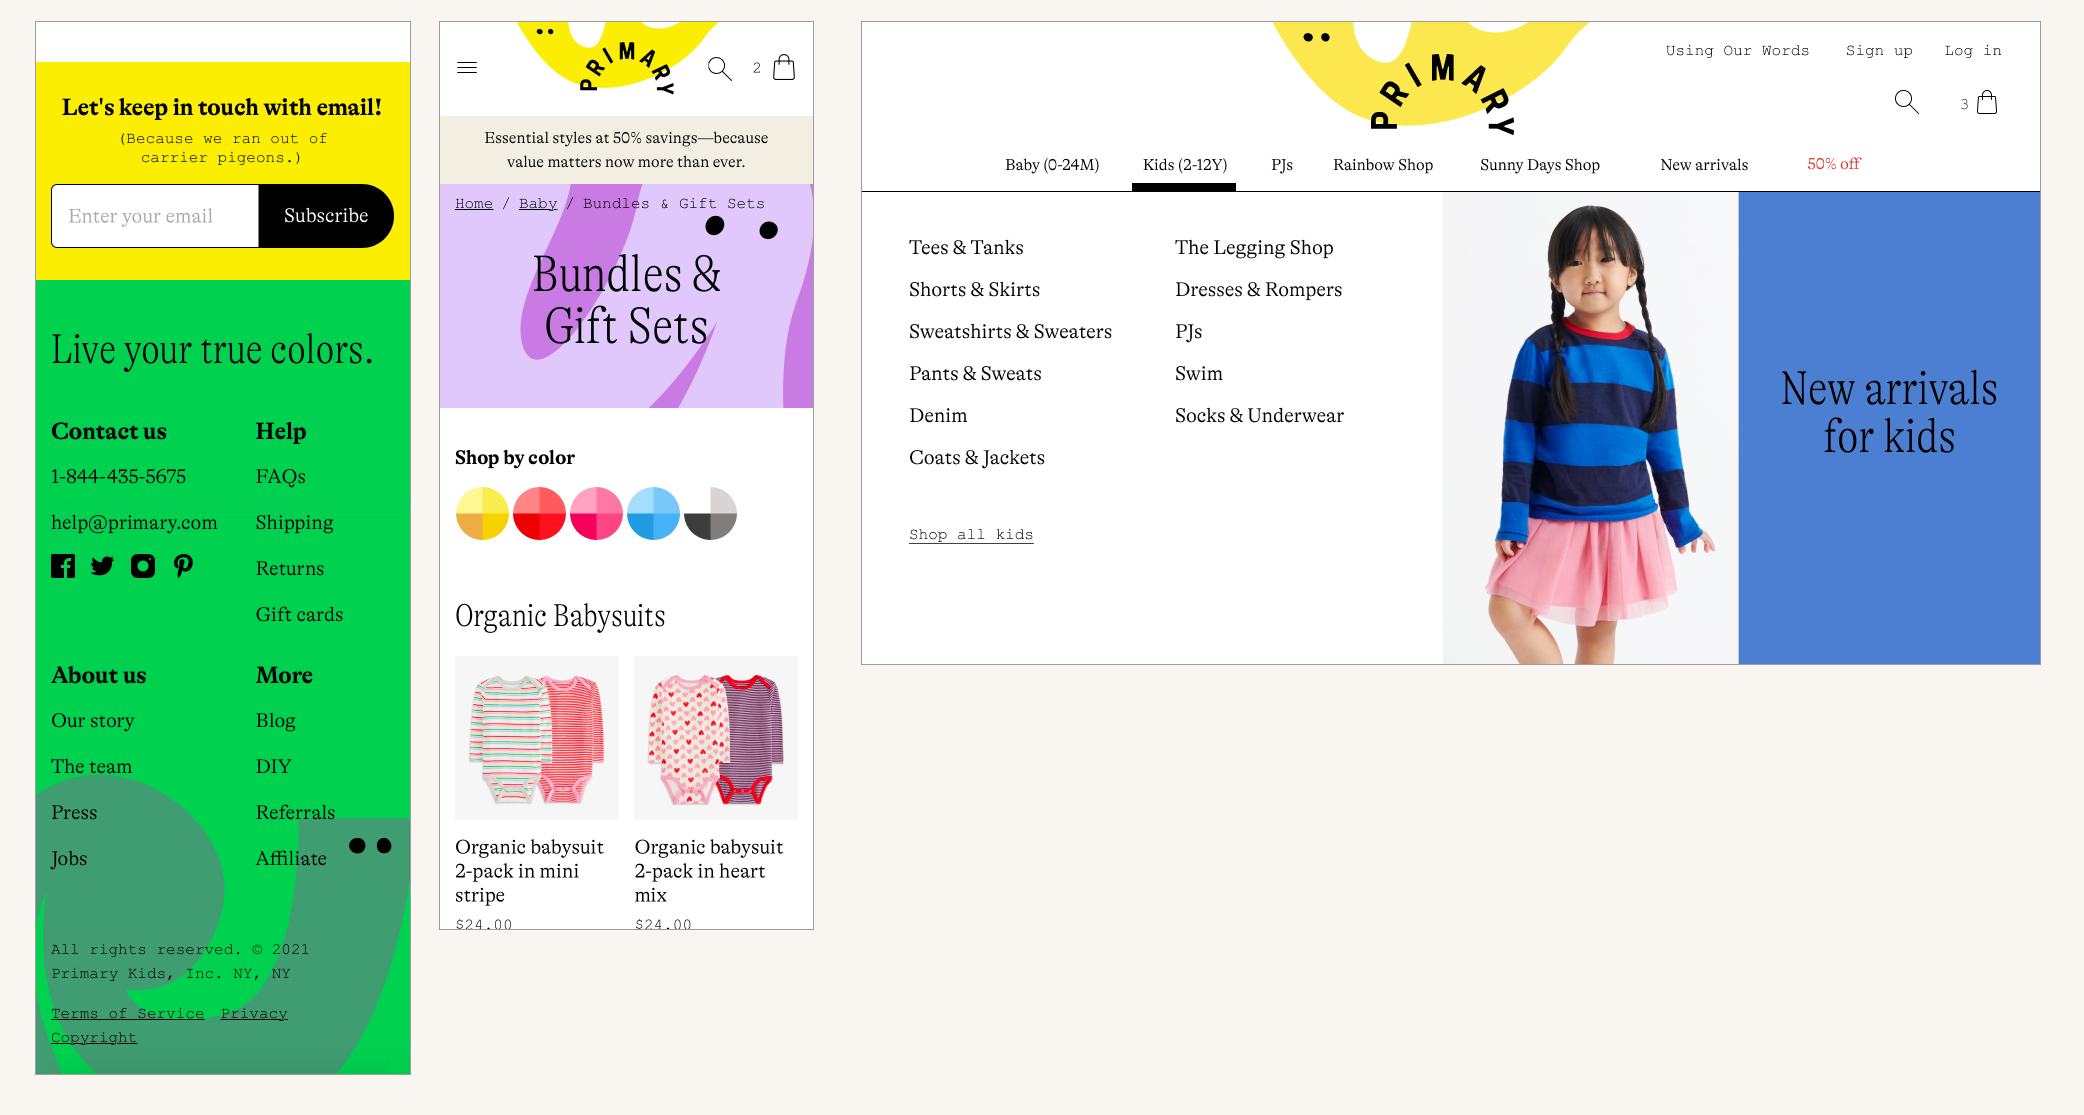 Let's keep in touch with email!
(Because we ran out of
carrier pigeons.)
Enter your email
Subscribe
Live your true colors.
Contact us
1-844-435-5675
help@primary.com
Help
FAQs
Shipping
Returns
Gift cards
About us
Our story
The team
Press
Jobs
More
Blog
DIY
Referrals
Affiliate
All rights reserved. © 2021
Primary Kids, Inc. NY, NY
Terms of Service Privacy
Copyright
PRIMARY
2
Essential styles at 50% savings—because
value matters now more than ever.
Home / Baby / Bundles & Gift Sets
Bundles &
Gift Sets
Shop by color
Organic Babysuits
Organic babysuit
2-pack in mini
stripe
$24.00
Organic babysuit
2-pack in heart
mix
$24.00
PRIMARY
Using Our Words Sign up Log in
3
Baby (0-24M) Kids (2-12Y) PJs Rainbow Shop Sunny Days Shop New arrivals 50% off
Tees & Tanks
Shorts & Skirts
Sweatshirts & Sweaters
Pants & Sweats
Denim
Coats & Jackets
The Legging Shop
Dresses & Rompers
PJs
Swim
Socks & Underwear
Shop all kids
New arrivals
for kids